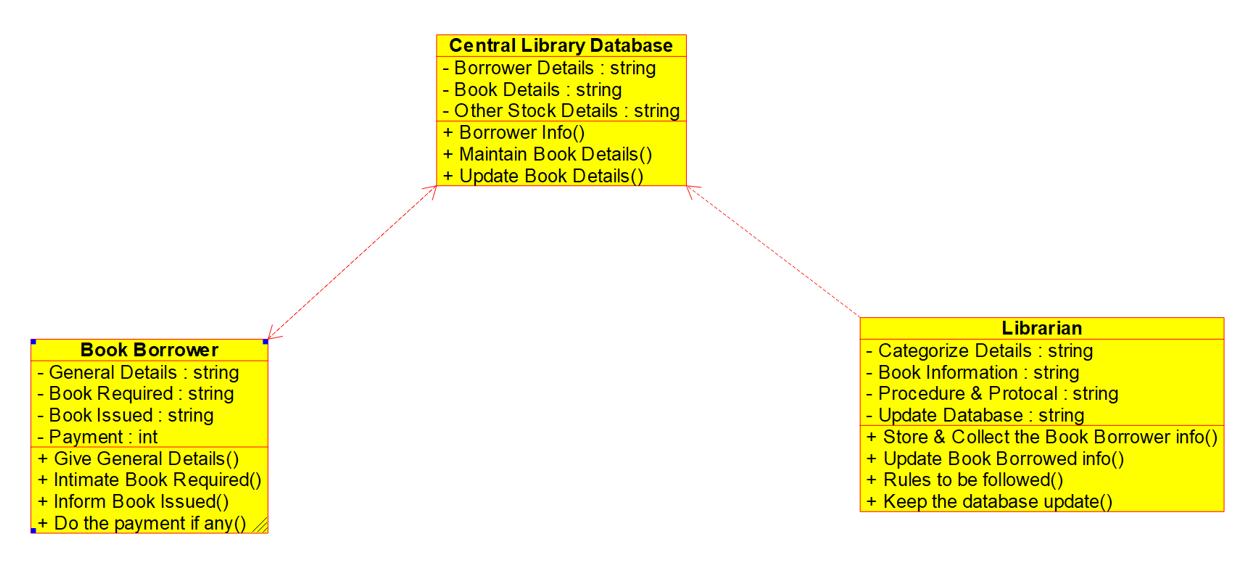 Central Library Database
- Borrower Details : string
- Book Details : string
- Other Stock Details : string
+ Borrower Info()
+ Maintain Book Details()
+ Update Book Details()
Book Borrower
- General Details : string
- Book Required : string
- Book Issued : string
- Payment : int
+ Give General Details()
+ Intimate Book Required()
+ Inform Book Issued()
+ Do the payment if any()
Librarian
- Categorize Details : string
- Book Information : string
- Procedure & Protocal : string
- Update Database : string
+ Store & Collect the Book Borrower info()
+ Update Book Borrowed info()
+ Rules to be followed()
+ Keep the database update()